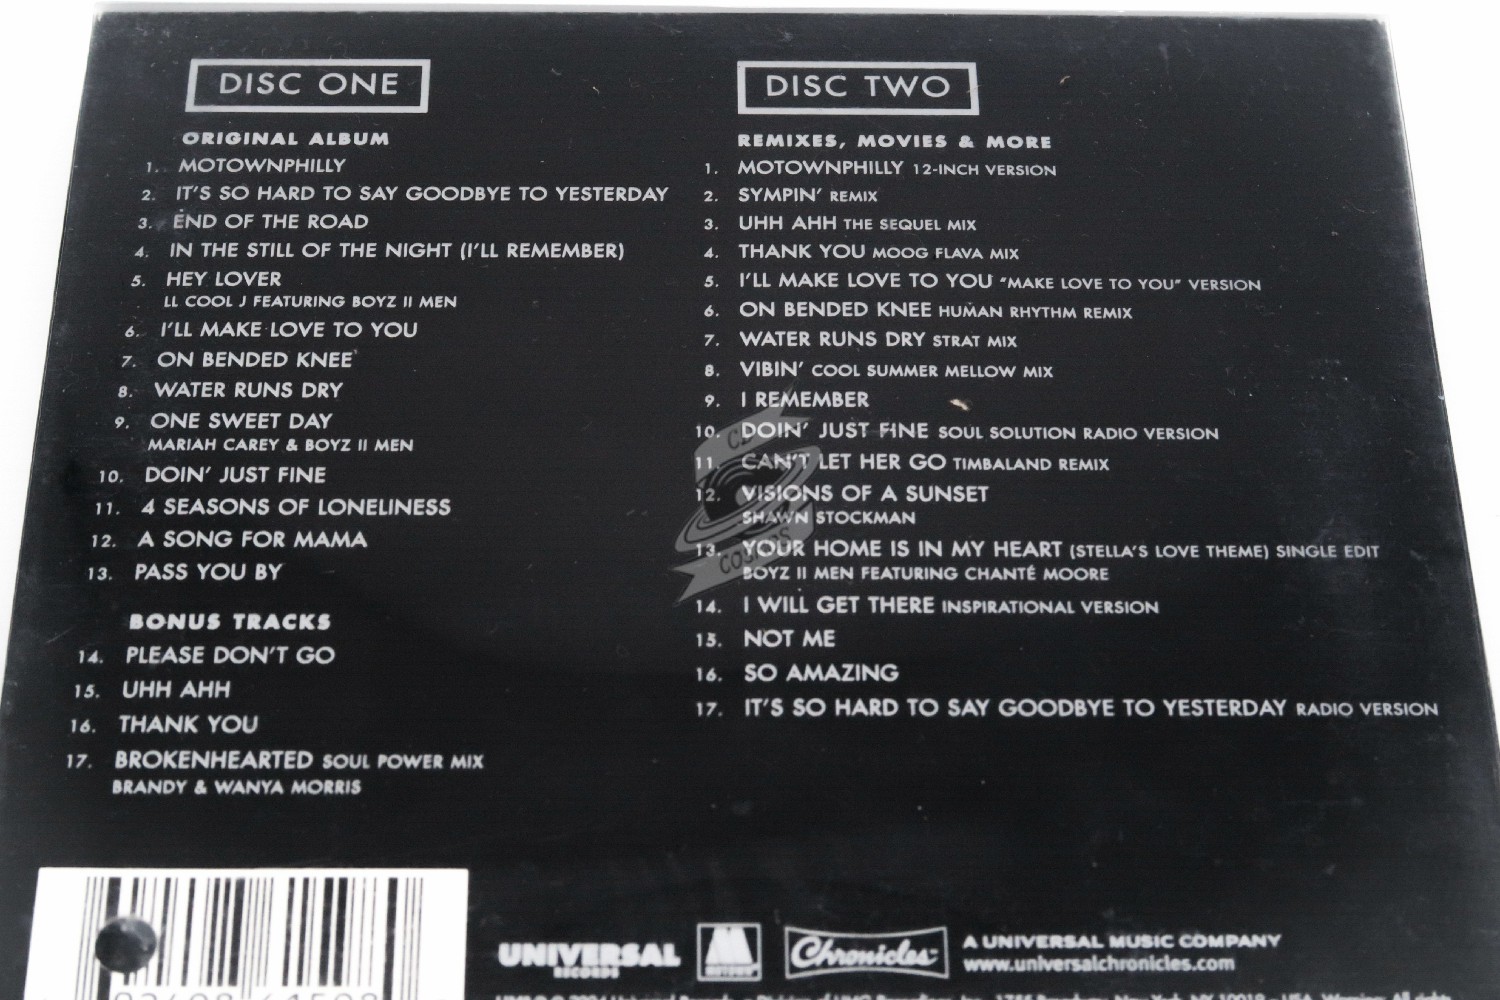 DISC ONE
ORIGINAL ALBUM
1. MOTOWNPHILLY
2. IT'S SO HARD TO SAY GOODBYE TO YESTERDAY
3. END OF THE ROAD
4. IN THE STILL OF THE NIGHT (I'LL REMEMBER)
5. HEY LOVER
LL COOL J FEATURING BOYZ II MEN
6. I'LL MAKE LOVE TO YOU
7. ON BENDED KNEE
8. WATER RUNS DRY
9. ONE SWEET DAY
MARIAH CAREY & BOYZ II MEN
10. DOIN' JUST FINE
11. 4 SEASONS OF LONELINESS
12. A SONG FOR MAMA
13. PASS YOU BY
BONUS TRACKS
14. PLEASE DON'T GO
15. UHH AHH
16. THANK YOU
17. BROKENHEARTED SOUL POWER MIX
BRANDY & WANYA MORRIS
DISC TWO
REMIXES, MOVIES & MORE
1. MOTOWNPHILLY 12-INCH VERSION
2. SYMPIN' REMIX
3. UHH AHH THE SEQUEL MIX
4. THANK YOU MOOG FLAVA MIX
5. I'LL MAKE LOVE TO YOU "MAKE LOVE TO YOU" VERSION
6. ON BENDED KNEE HUMAN RHYTHM REMIX
7. WATER RUNS DRY STRAT MIX
8. VIBIN' COOL SUMMER MELLOW MIX
9. I REMEMBER
10. DOIN' JUST FINE SOUL SOLUTION RADIO VERSION
11. CAN'T LET HER GO TIMBALAND REMIX
12. VISIONS OF A SUNSET
SHAWN STOCKMAN
13. YOUR HOME IS IN MY HEART (STELLA'S LOVE THEME) SINGLE EDIT
BOYZ II MEN FEATURING CHANTÉ MOORE
14. I WILL GET THERE INSPIRATIONAL VERSION
15. NOT ME
16. SO AMAZING
17. IT'S SO HARD TO SAY GOODBYE TO YESTERDAY RADIO VERSION
CD
COVERS
UNIVERSAL
RECORDS
M
MOTOWN
Chronicles
A UNIVERSAL MUSIC COMPANY
www.universalchronicles.com